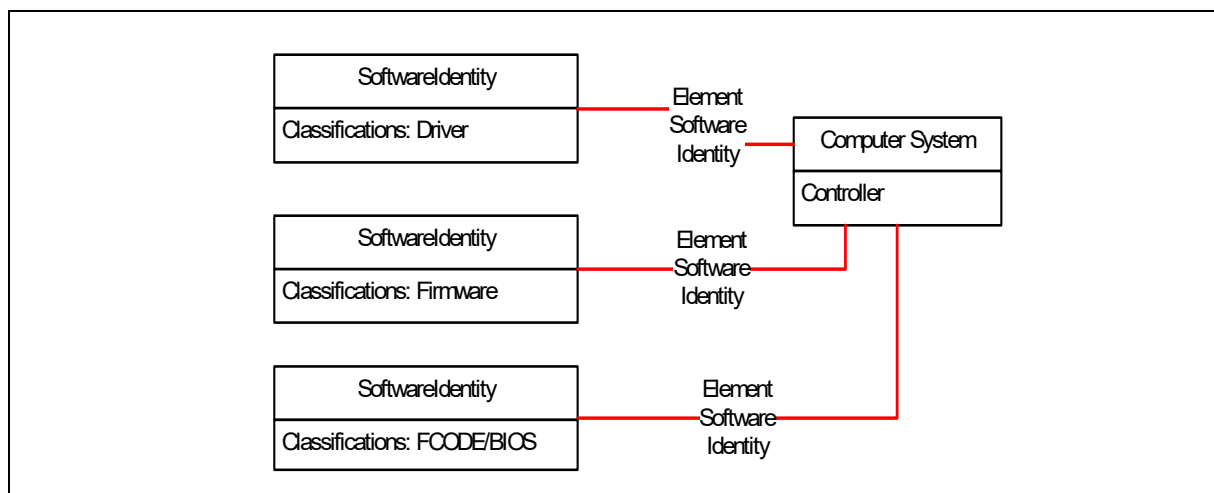 SoftwareIdentity
Classifications: Driver
Element
Software
Identity
Computer System
Controller
SoftwareIdentity
Classifications: Firmware
Element
Software
Identity
SoftwareIdentity
Classifications: FCODE/BIOS
Element
Software
Identity